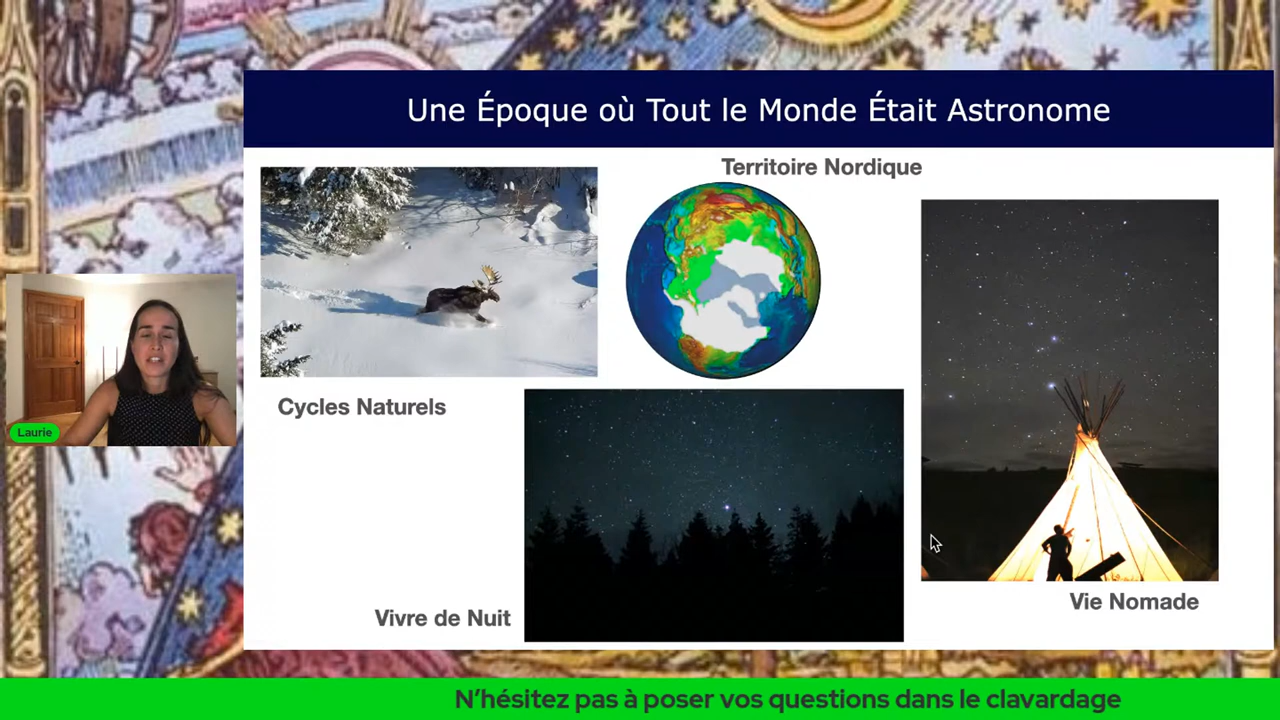 Une Époque où Tout le Monde Était Astronome
Territoire Nordique
Cycles Naturels
Laurie
Vie Nomade
Vivre de Nuit
N’hésitez pas à poser vos questions dans le clavardage